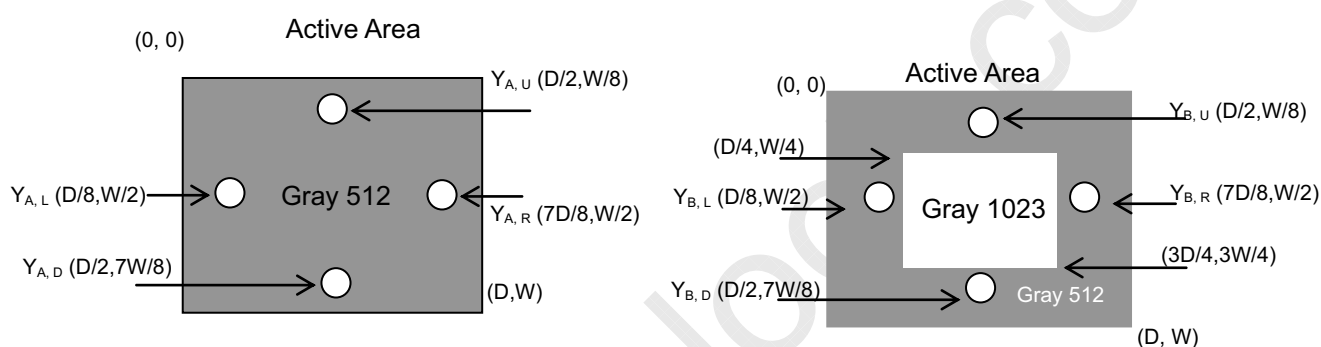 Active Area
(0, 0)
Y_A, U (D/2,W/8)
Y_A, L (D/8,W/2)
Gray 512
Y_A, R (7D/8,W/2)
Y_A, D (D/2,7W/8)
(D,W)
Active Area
(0, 0)
Y_B, U (D/2,W/8)
(D/4,W/4)
Y_B, L (D/8,W/2)
Gray 1023
Y_B, R (7D/8,W/2)
(3D/4,3W/4)
Y_B, D (D/2,7W/8)
Gray 512
(D, W)